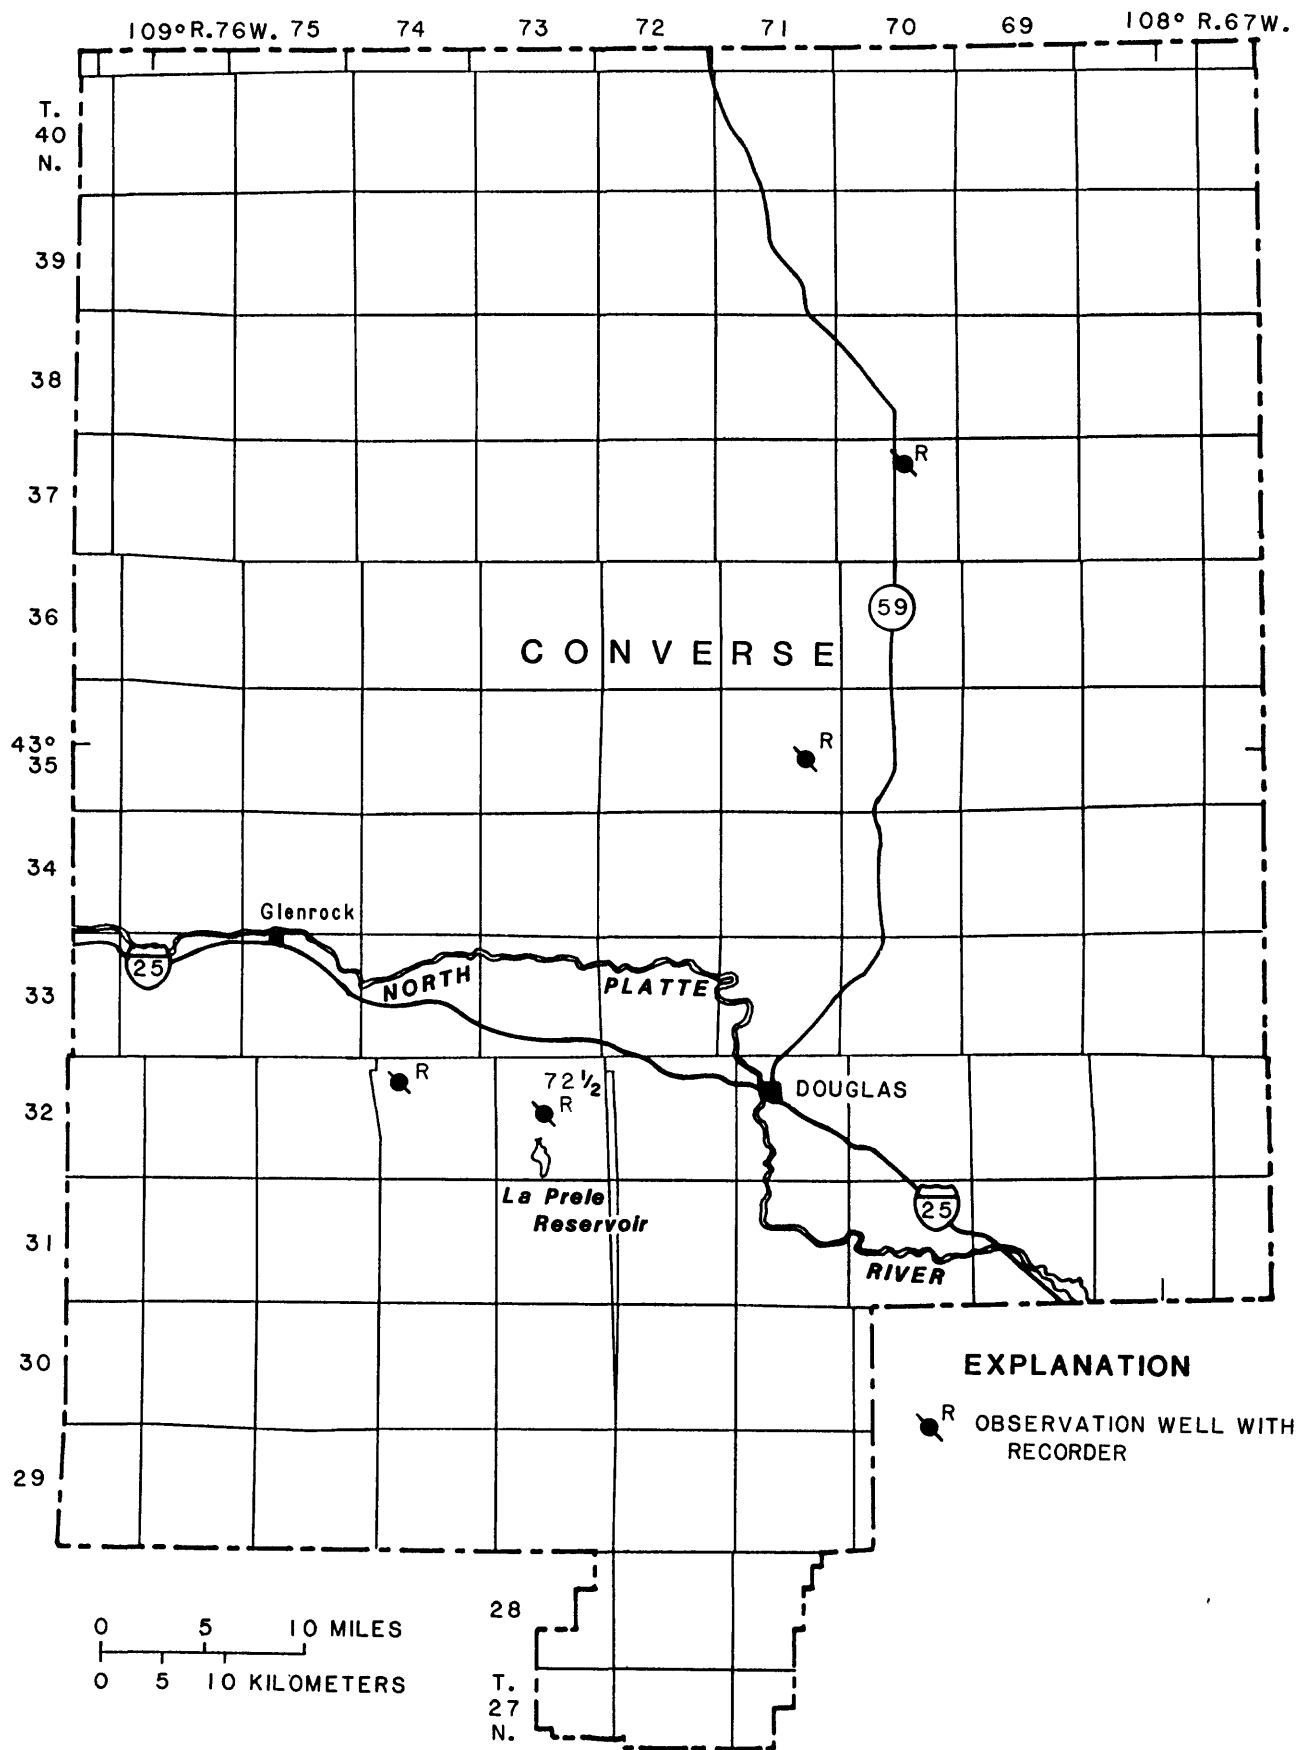 109° R.76W. 75 74 73 72 71 70 69 108° R.67W.
T.
40
N.
39
38
R
37
36
59
CONVERSE
R
43°
35
34
Glenrock
25
NORTH
PLATTE
33
R
72 ½
R
DOUGLAS
32
La Prele
Reservoir
25
31
RIVER
30
EXPLANATION
R OBSERVATION WELL WITH
RECORDER
29
28
0 5 10 MILES
0 5 10 KILOMETERS
T.
27
N.